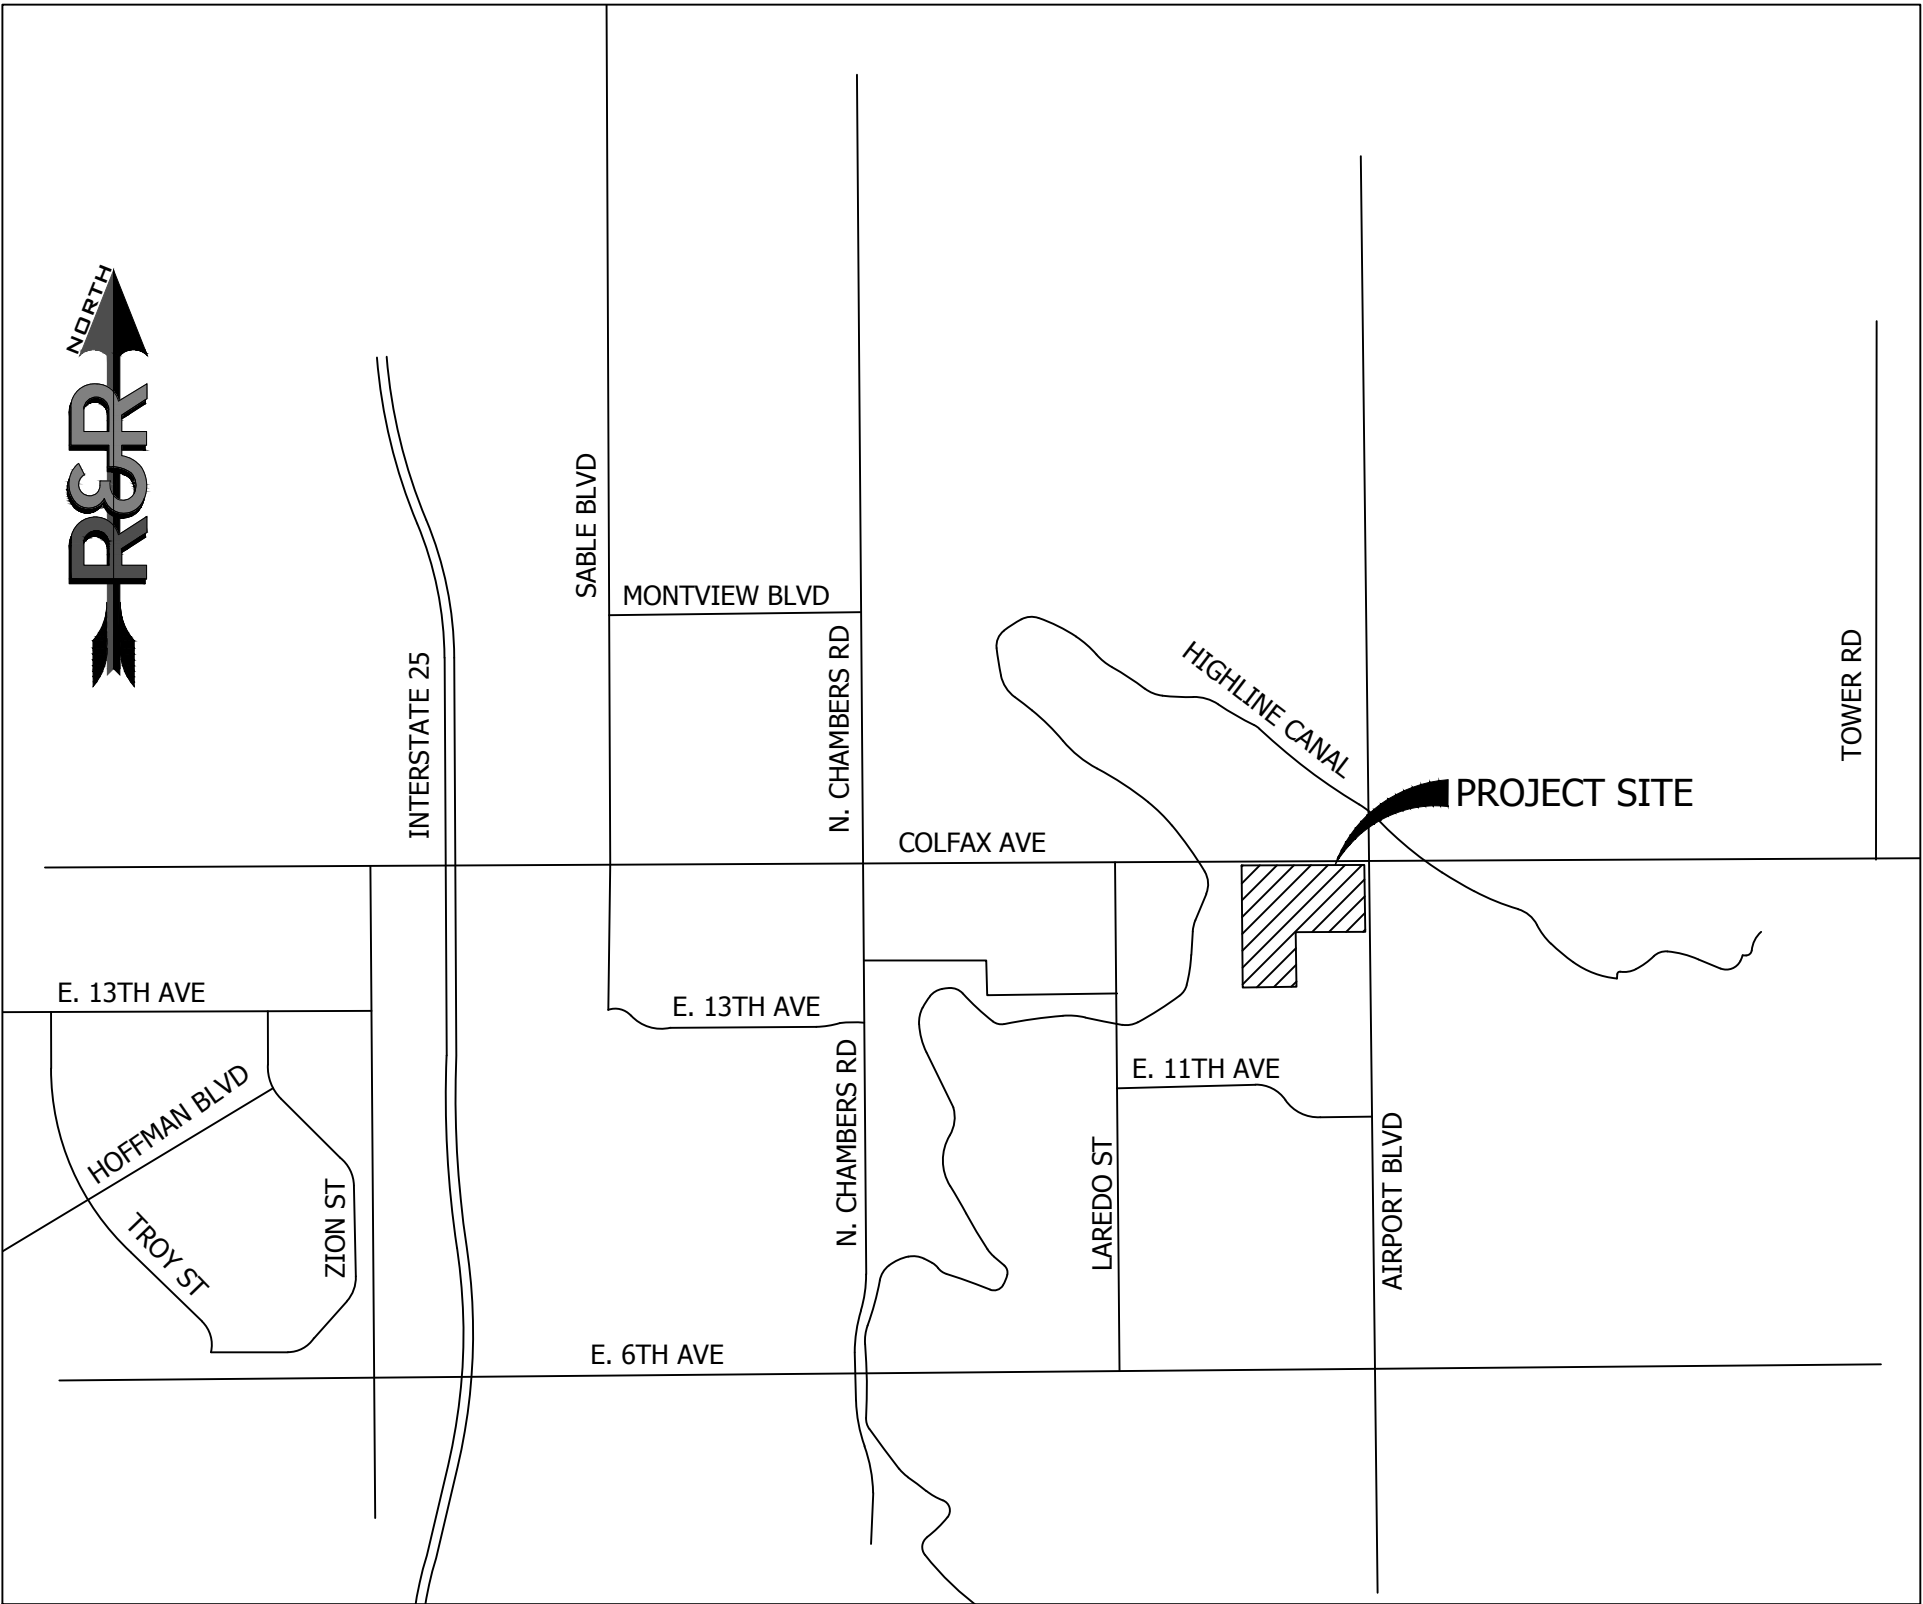 NORTH
R&R
SABLE BLVD
MONTVIEW BLVD
INTERSTATE 25
N. CHAMBERS RD
HIGHLINE CANAL
TOWER RD
PROJECT SITE
COLFAX AVE
E. 13TH AVE
E. 13TH AVE
HOFFMAN BLVD
TROY ST
ZION ST
N. CHAMBERS RD
E. 11TH AVE
LAREDO ST
AIRPORT BLVD
E. 6TH AVE